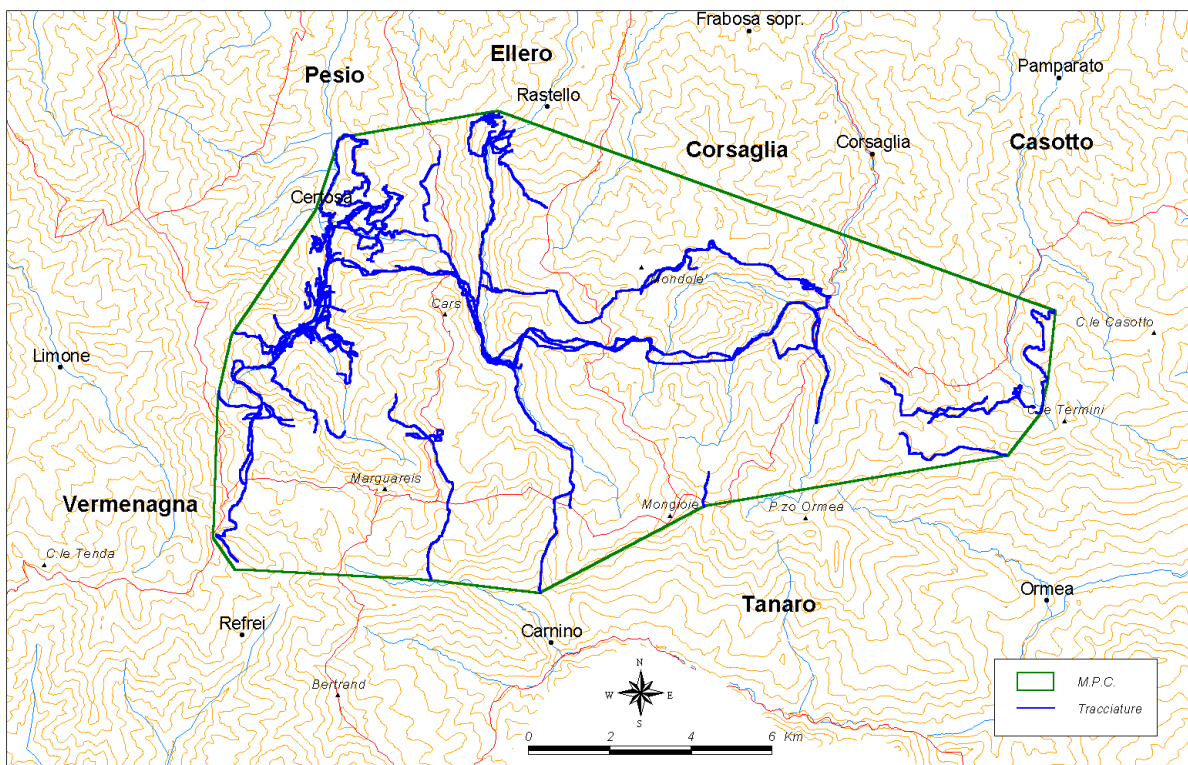 Frabosa sopr.
Ellero
Pesio
Pamparato
Rastello
Corsaglia
Corsaglia
Casotto
Certosa
Mondole'
Cars
C.le Casotto
Limone
C.le Termini
Marguareis
Vermenagna
Mongioie
P.zo Ormea
C.le Tenda
Tanaro
Ormea
Refrei
Carnino
Bertrand
N
W E
S
M.P.C.
Tracciature
0 2 4 6 Km